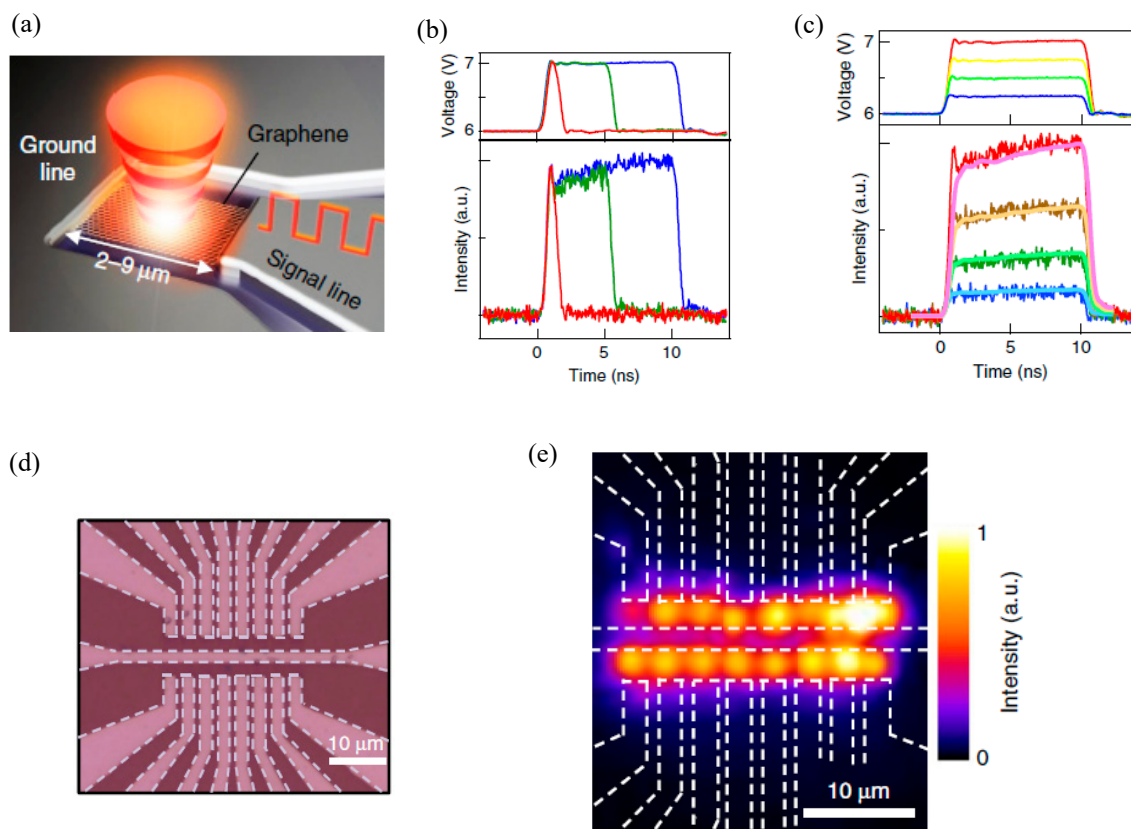 (a)
Ground
line
Graphene
2–9 μm
Signal line
(b)
Voltage (V)
7
6
Intensity (a.u.)
0
5
10
Time (ns)
(c)
Voltage (V)
7
6
Intensity (a.u.)
0
5
10
Time (ns)
(d)
10 μm
(e)
10 μm
1
0
Intensity (a.u.)